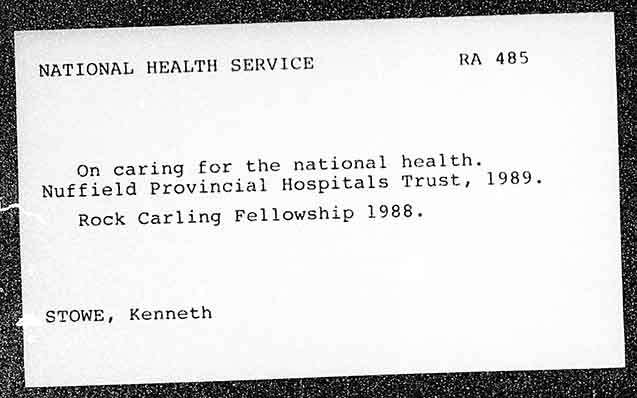 NATIONAL HEALTH SERVICE RA 485
On caring for the national health.
Nuffield Provincial Hospitals Trust, 1989.
Rock Carling Fellowship 1988.
STOWE, Kenneth